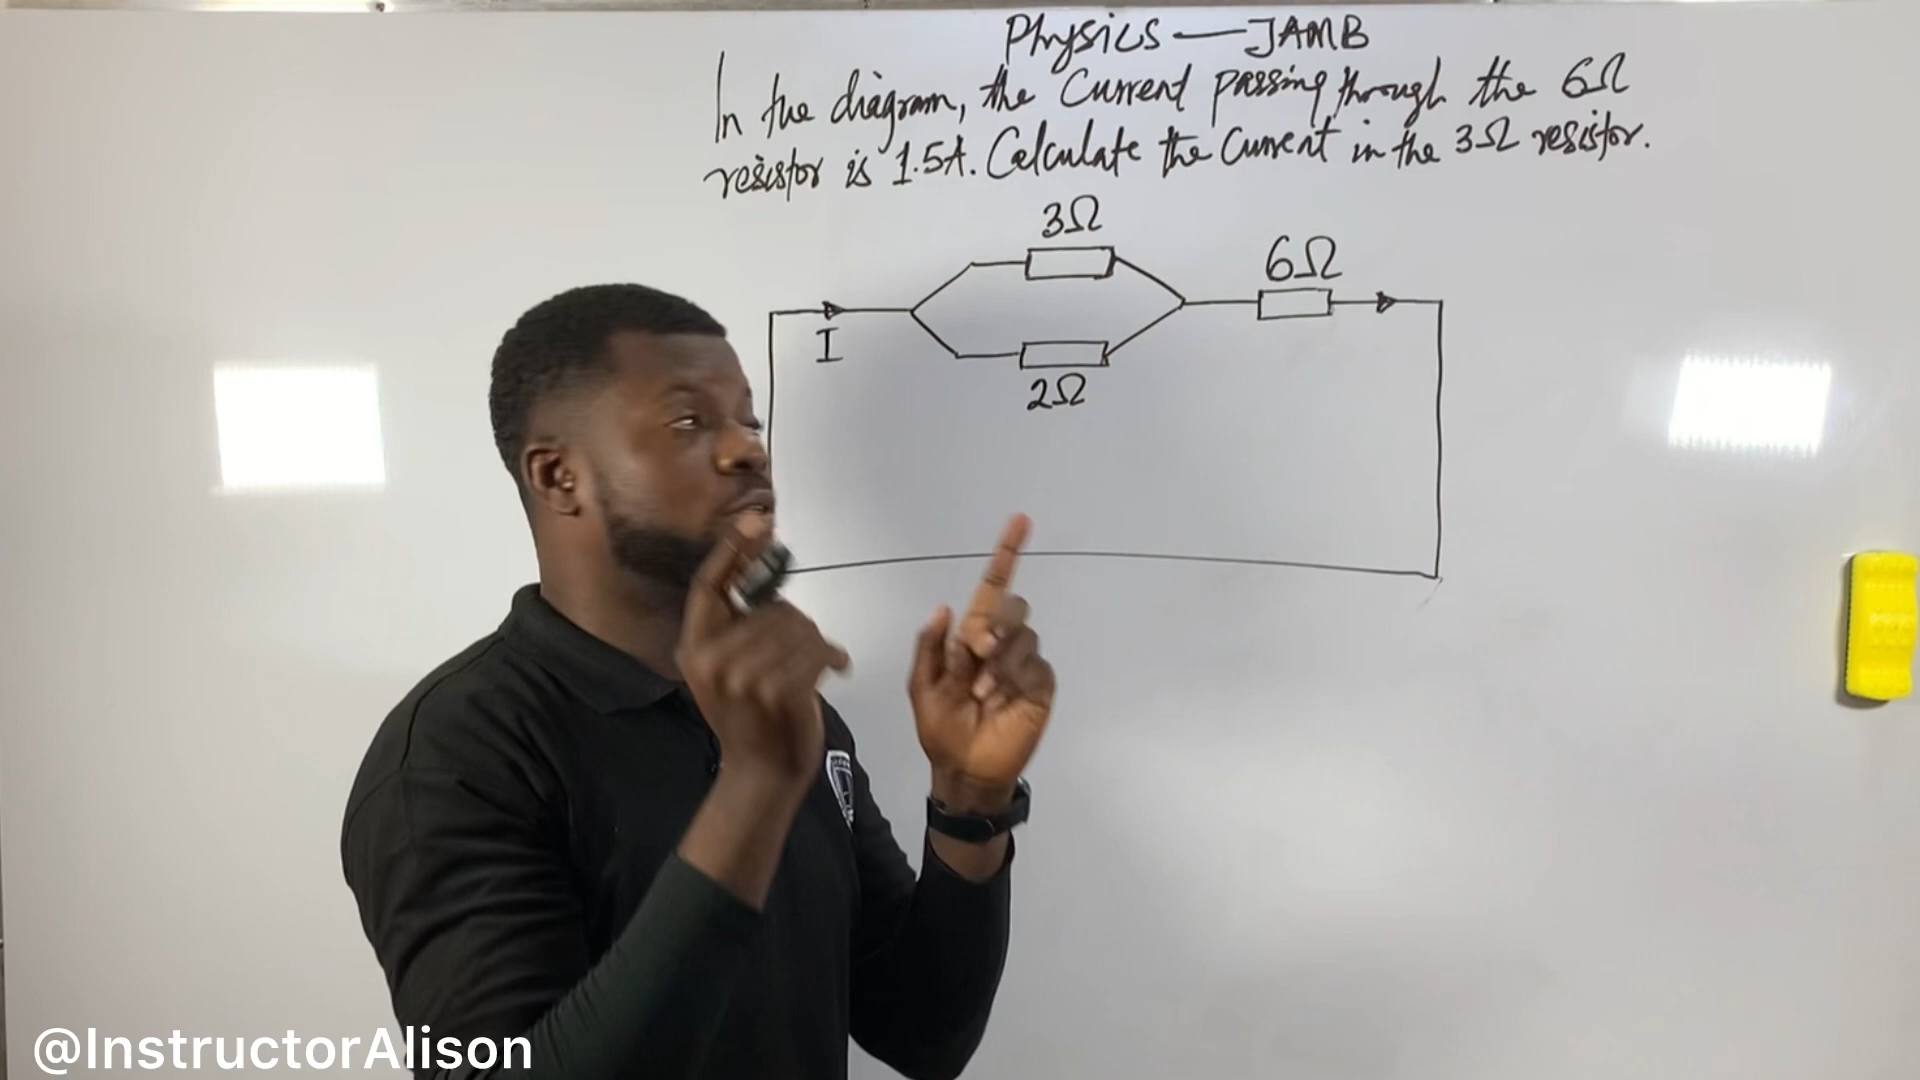 Physics — JAMB
In the diagram, the Current passing through the 6Ω
resistor is 1.5A. Calculate the Current in the 3Ω resistor.
3Ω
6Ω
I
2Ω
@InstructorAlison